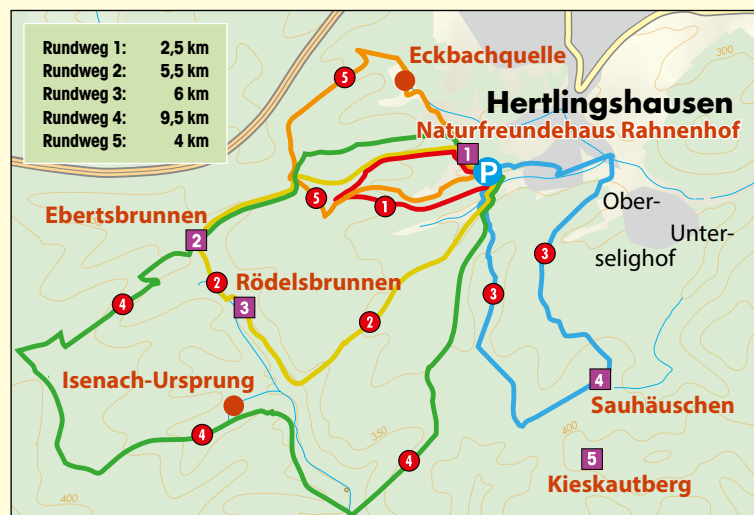 Rundweg 1: 2,5 km
Rundweg 2: 5,5 km
Rundweg 3: 6 km
Rundweg 4: 9,5 km
Rundweg 5: 4 km
300
5
Eckbachquelle
Hertlingshausen
Naturfreundehaus Rahnenhof
1
P
5
1
Ober-
Unter-
selighof
Ebertsbrunnen
2
3
2
Rödelsbrunnen
3
3
4
2
Isenach-Ursprung
4
Sauhäuschen
350
400
4
4
5
Kieskautberg
400